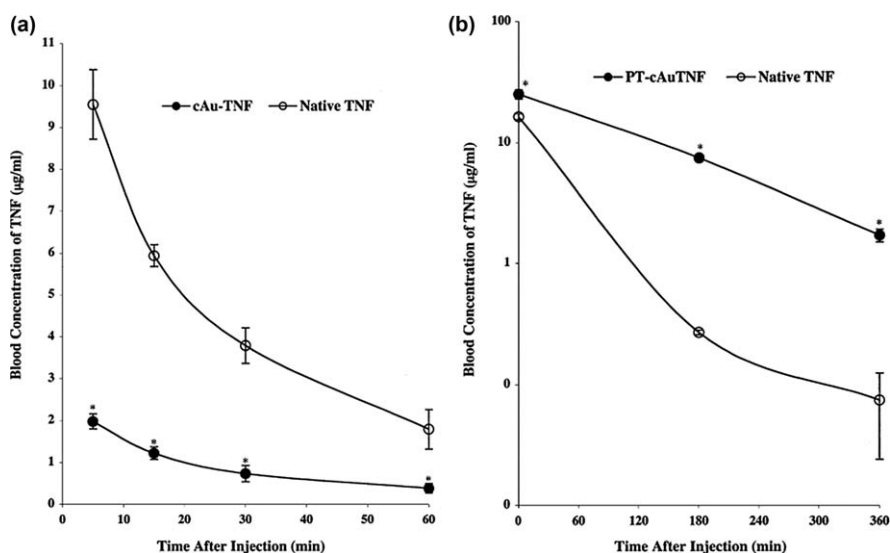 (a)
11
10
9
8
7
6
5
4
3
2
1
0
Blood Concentration of TNF (µg/ml)
cAu-TNF Native TNF
*
*
*
*
0 10 20 30 40 50 60
Time After Injection (min)
(b)
100
10
1
0
0
Blood Concentration of TNF (µg/ml)
PT-cAuTNF Native TNF
*
*
*
0 60 120 180 240 300 360
Time After Injection (min)